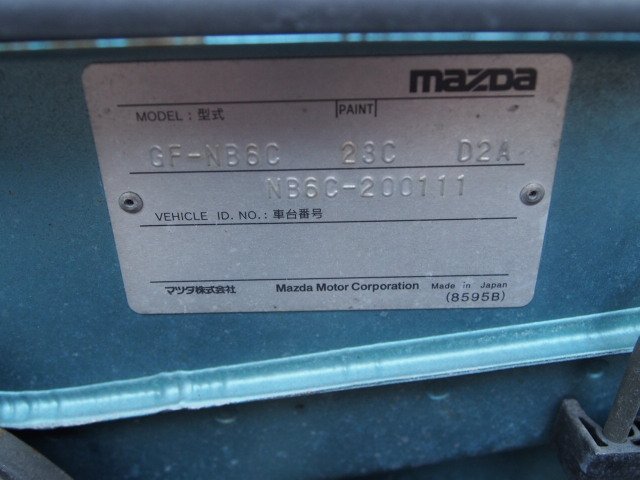 mazda
MODEL : 型式 PAINT
GF-NB6C 23C D2A
NB6C-200111
VEHICLE ID. NO. : 車台番号
マツダ株式会社 Mazda Motor Corporation Made in Japan
(8595B)